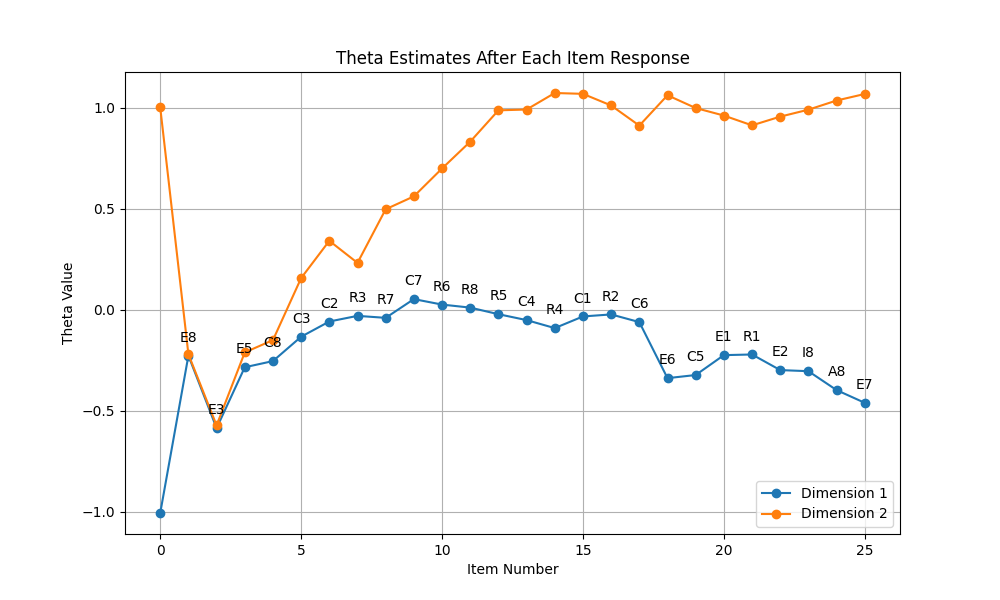 Theta Estimates After Each Item Response
Theta Value
1.0
0.5
0.0
−0.5
−1.0
E8
E3
E5
C8
C3
C2
R3
R7
C7
R6
R8
R5
C4
R4
C1
R2
C6
E6
C5
E1
R1
E2
I8
A8
E7
Dimension 1
Dimension 2
0 5 10 15 20 25
Item Number